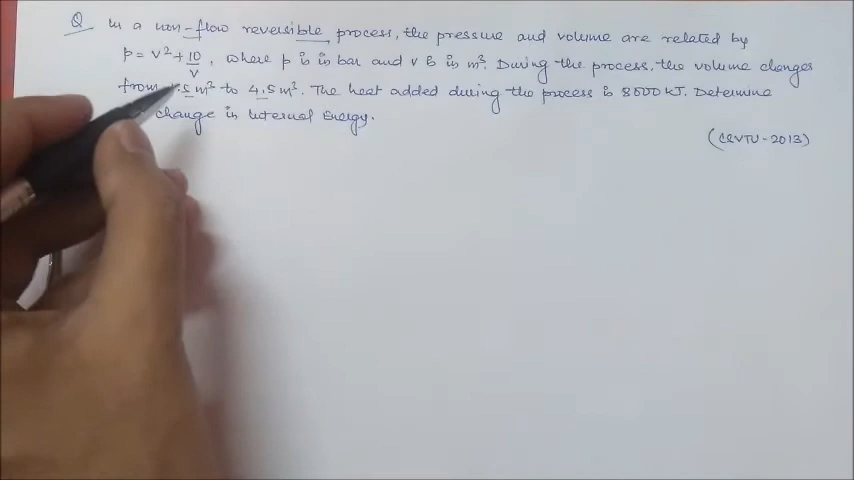 Q In a non-flow reversible process, the pressure and volume are related by
P = V² + 10/V, where p is in bar and V is in m³. During the process, the volume changes
from .5 m³ to 4.5 m³. The heat added during the process is 8000 kJ. Determine
change in Internal Energy.
(CSVTU-2013)